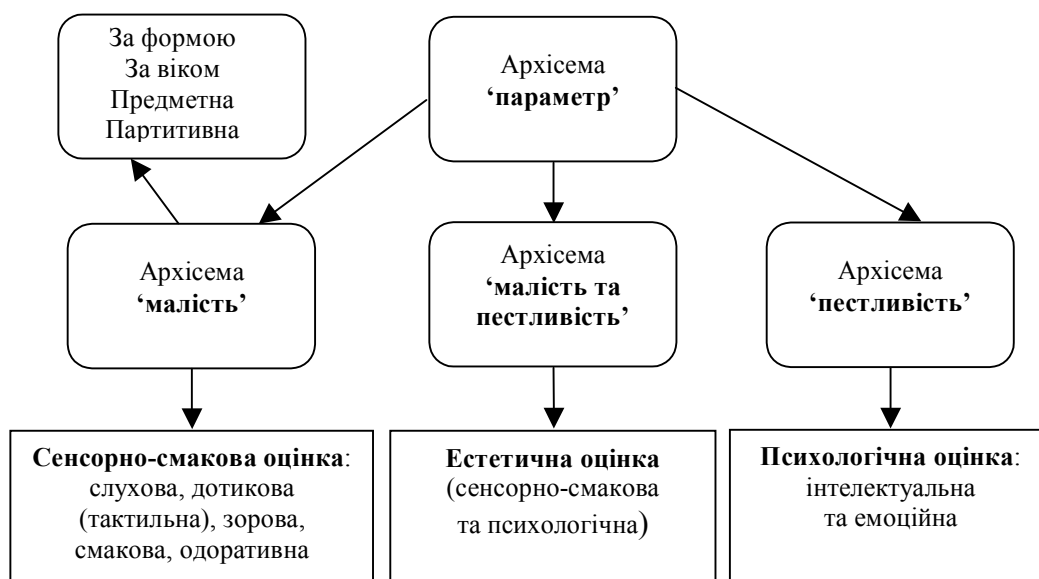 За формою
За віком
Предметна
Партитивна
Архісема
‘параметр’
Архісема
‘малість’
Архісема
‘малість та
пестливість’
Архісема
‘пестливість’
Сенсорно-смакова оцінка:
слухова, дотикова
(тактильна), зорова,
смакова, одоративна
Естетична оцінка
(сенсорно-смакова
та психологічна)
Психологічна оцінка:
інтелектуальна
та емоційна